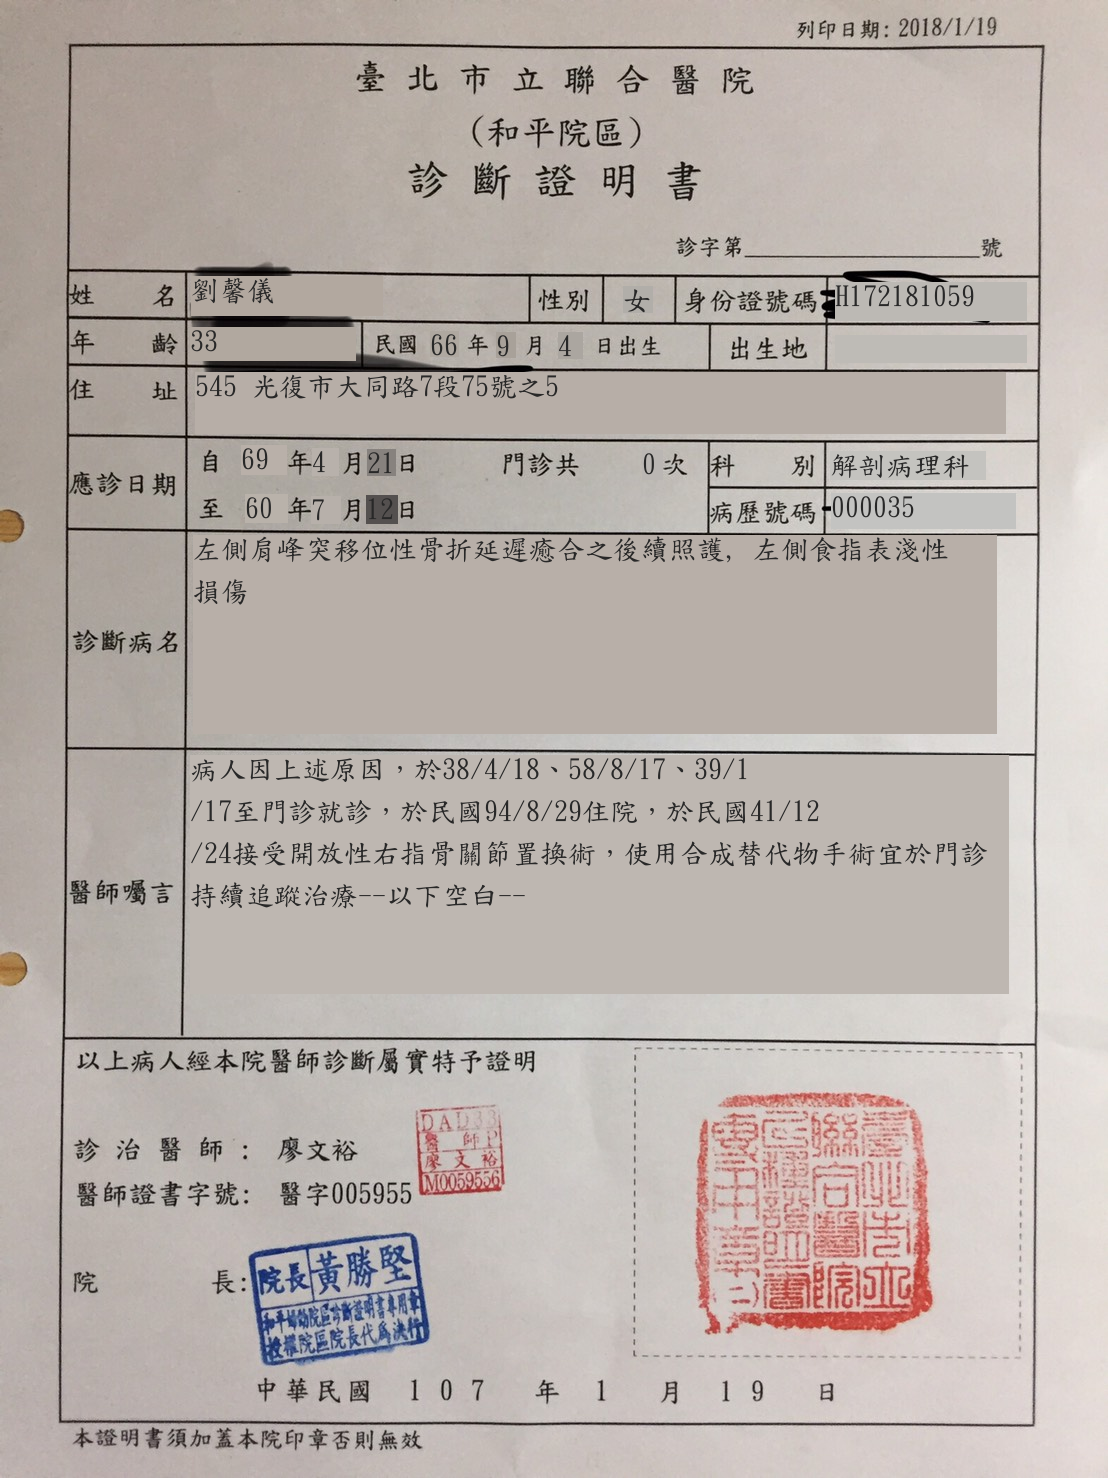 列印日期: 2018/1/19
臺北市立聯合醫院
(和平院區)
診斷證明書
診字第 號
姓名 劉馨儀 性別 女 身份證號碼 H172181059
年齡 33 民國 66 年 9 月 4 日出生 出生地
住址 545 光復市大同路7段75號之5
應診日期 自 69 年4 月21日 門診共 0 次 科別 解剖病理科
至 60 年7 月12日 病歷號碼 000035
診斷病名 左側肩峰突移位性骨折延遲癒合之後續照護, 左側食指表淺性
損傷
醫師囑言 病人因上述原因，於38/4/18、58/8/17、39/1
/17至門診就診，於民國94/8/29住院，於民國41/12
/24接受開放性右指骨關節置換術，使用合成替代物手術宜於門診
持續追蹤治療--以下空白--
以上病人經本院醫師診斷屬實特予證明
診治醫師: 廖文裕
醫師證書字號: 醫字005955
DAD33
醫師P
廖文裕
M0059556
院長:
院長 黃勝堅
和平婦幼院區診斷證明書專用章
授權院區院長代為決行
臺北市立
聯合醫院
區證明書
中華民國 107 年 1 月 19 日
本證明書須加蓋本院印章否則無效